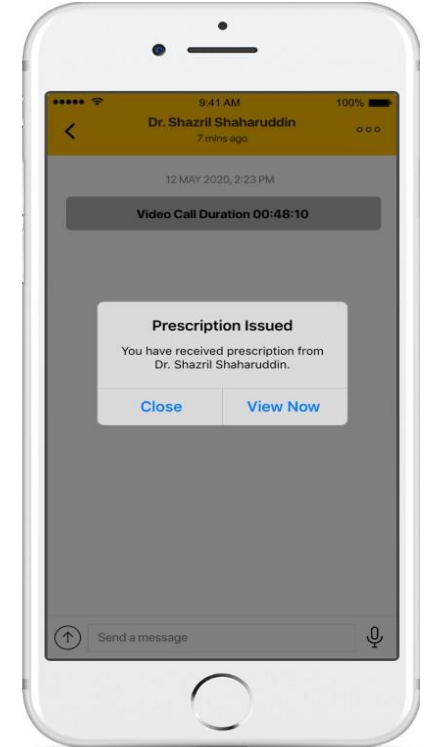 9:41 AM
100%
Dr. Shazril Shaharuddin
7 mins ago
12 MAY 2020, 2:23 PM
Video Call Duration 00:48:10
Prescription Issued
You have received prescription from
Dr. Shazril Shaharuddin.
Close
View Now
Send a message